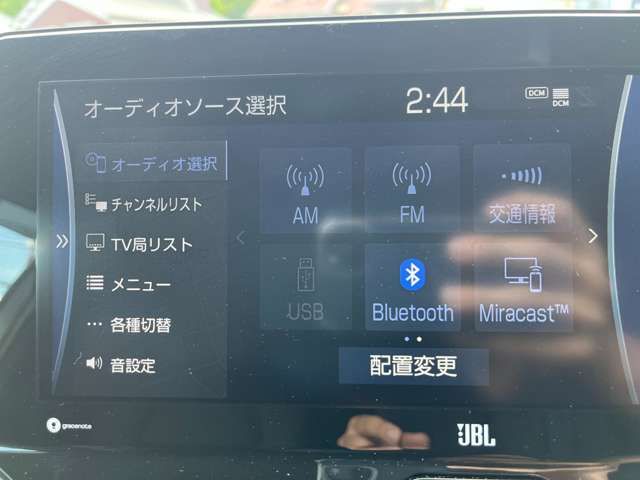 オーディオソース選択
2:44
DCM
DCM
オーディオ選択
チャンネルリスト
TV局リスト
メニュー
各種切替
音設定
AM
FM
交通情報
USB
Bluetooth
Miracast™
配置変更
gracenote
JBL